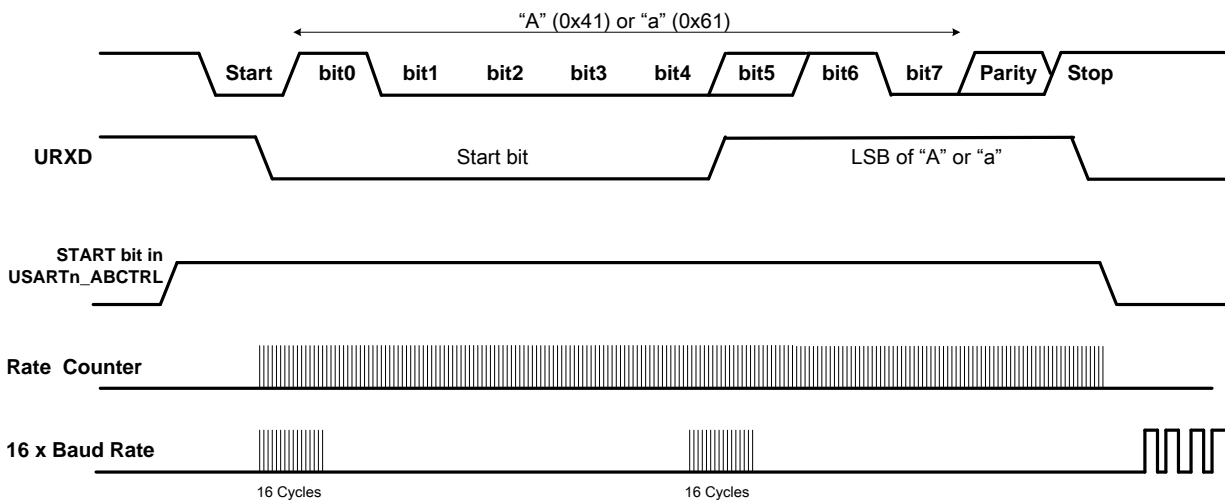 “A” (0x41) or “a” (0x61)
Start bit0 bit1 bit2 bit3 bit4 bit5 bit6 bit7 Parity Stop
URXD Start bit LSB of “A” or “a”
START bit in
USARTn_ABCTRL
Rate Counter
16 x Baud Rate
16 Cycles 16 Cycles